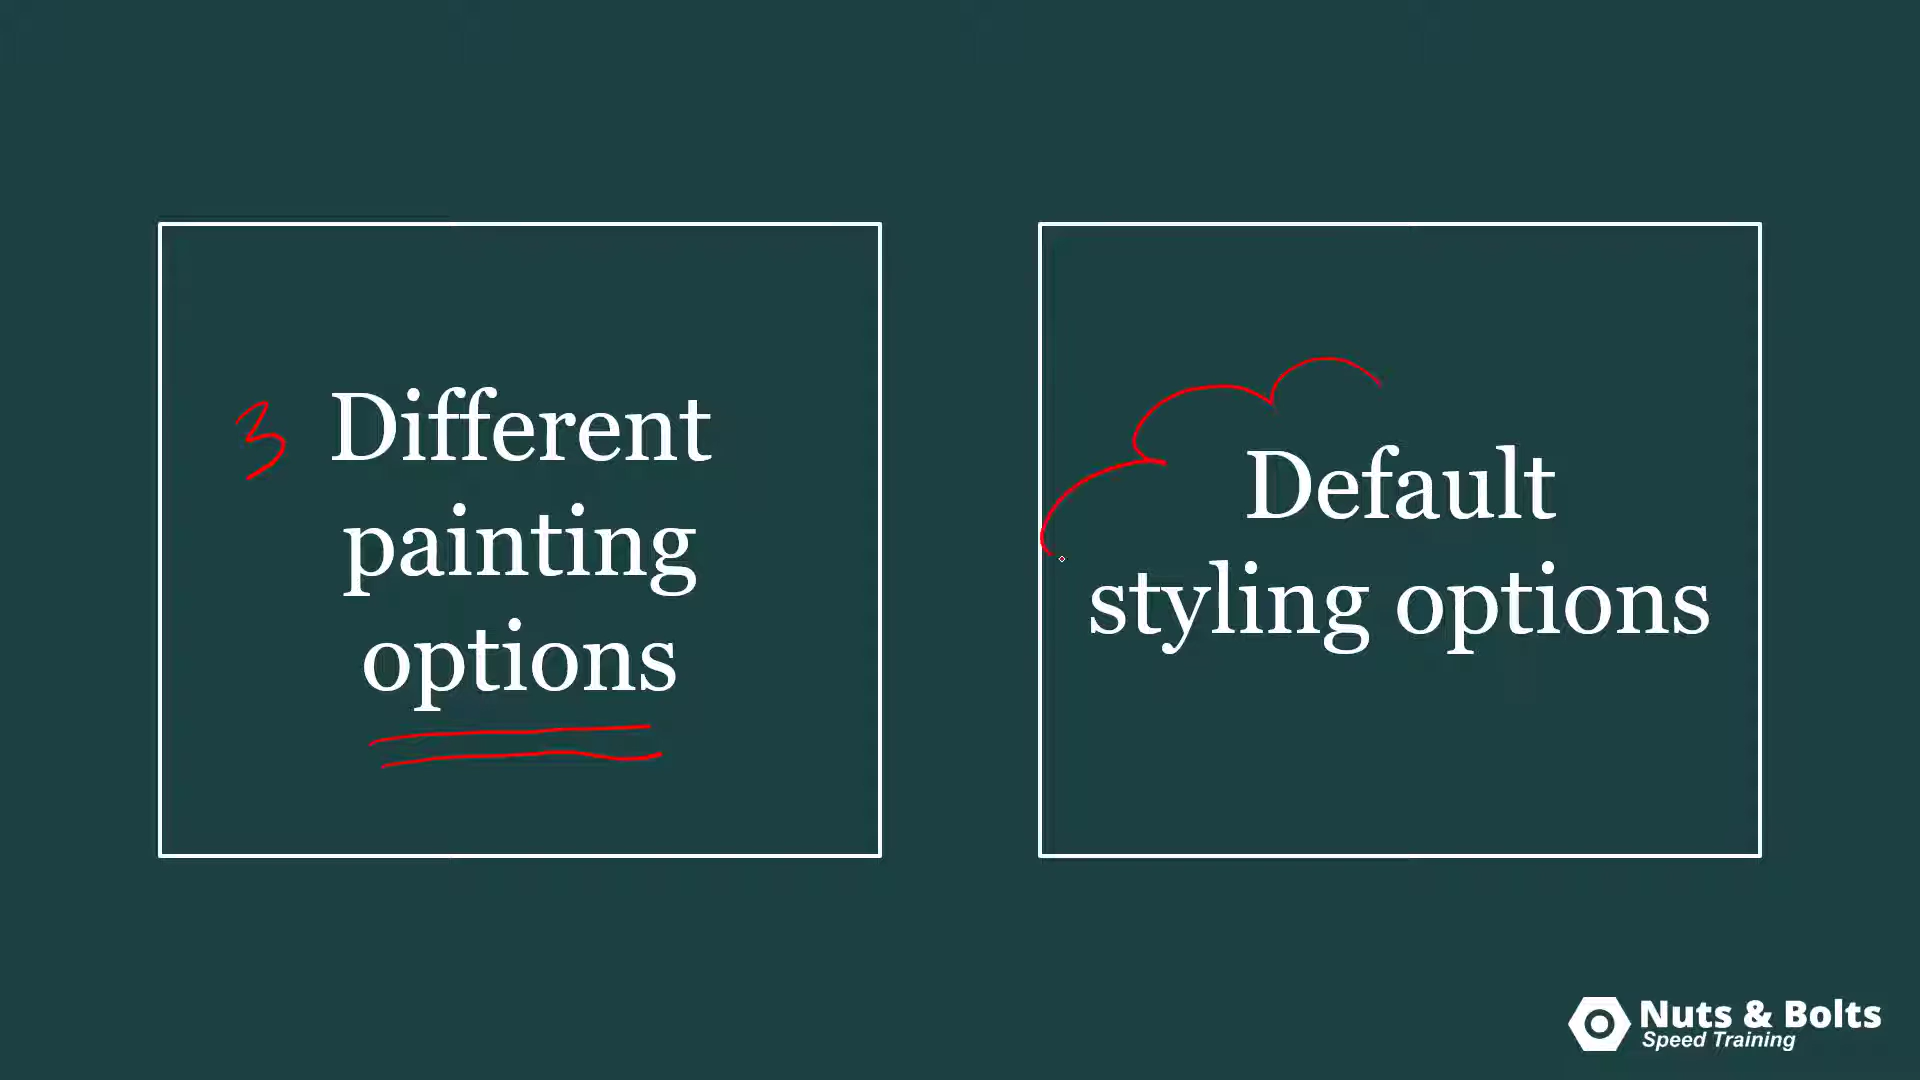 3 Different
painting
options
Default
styling options
Nuts & Bolts
Speed Training